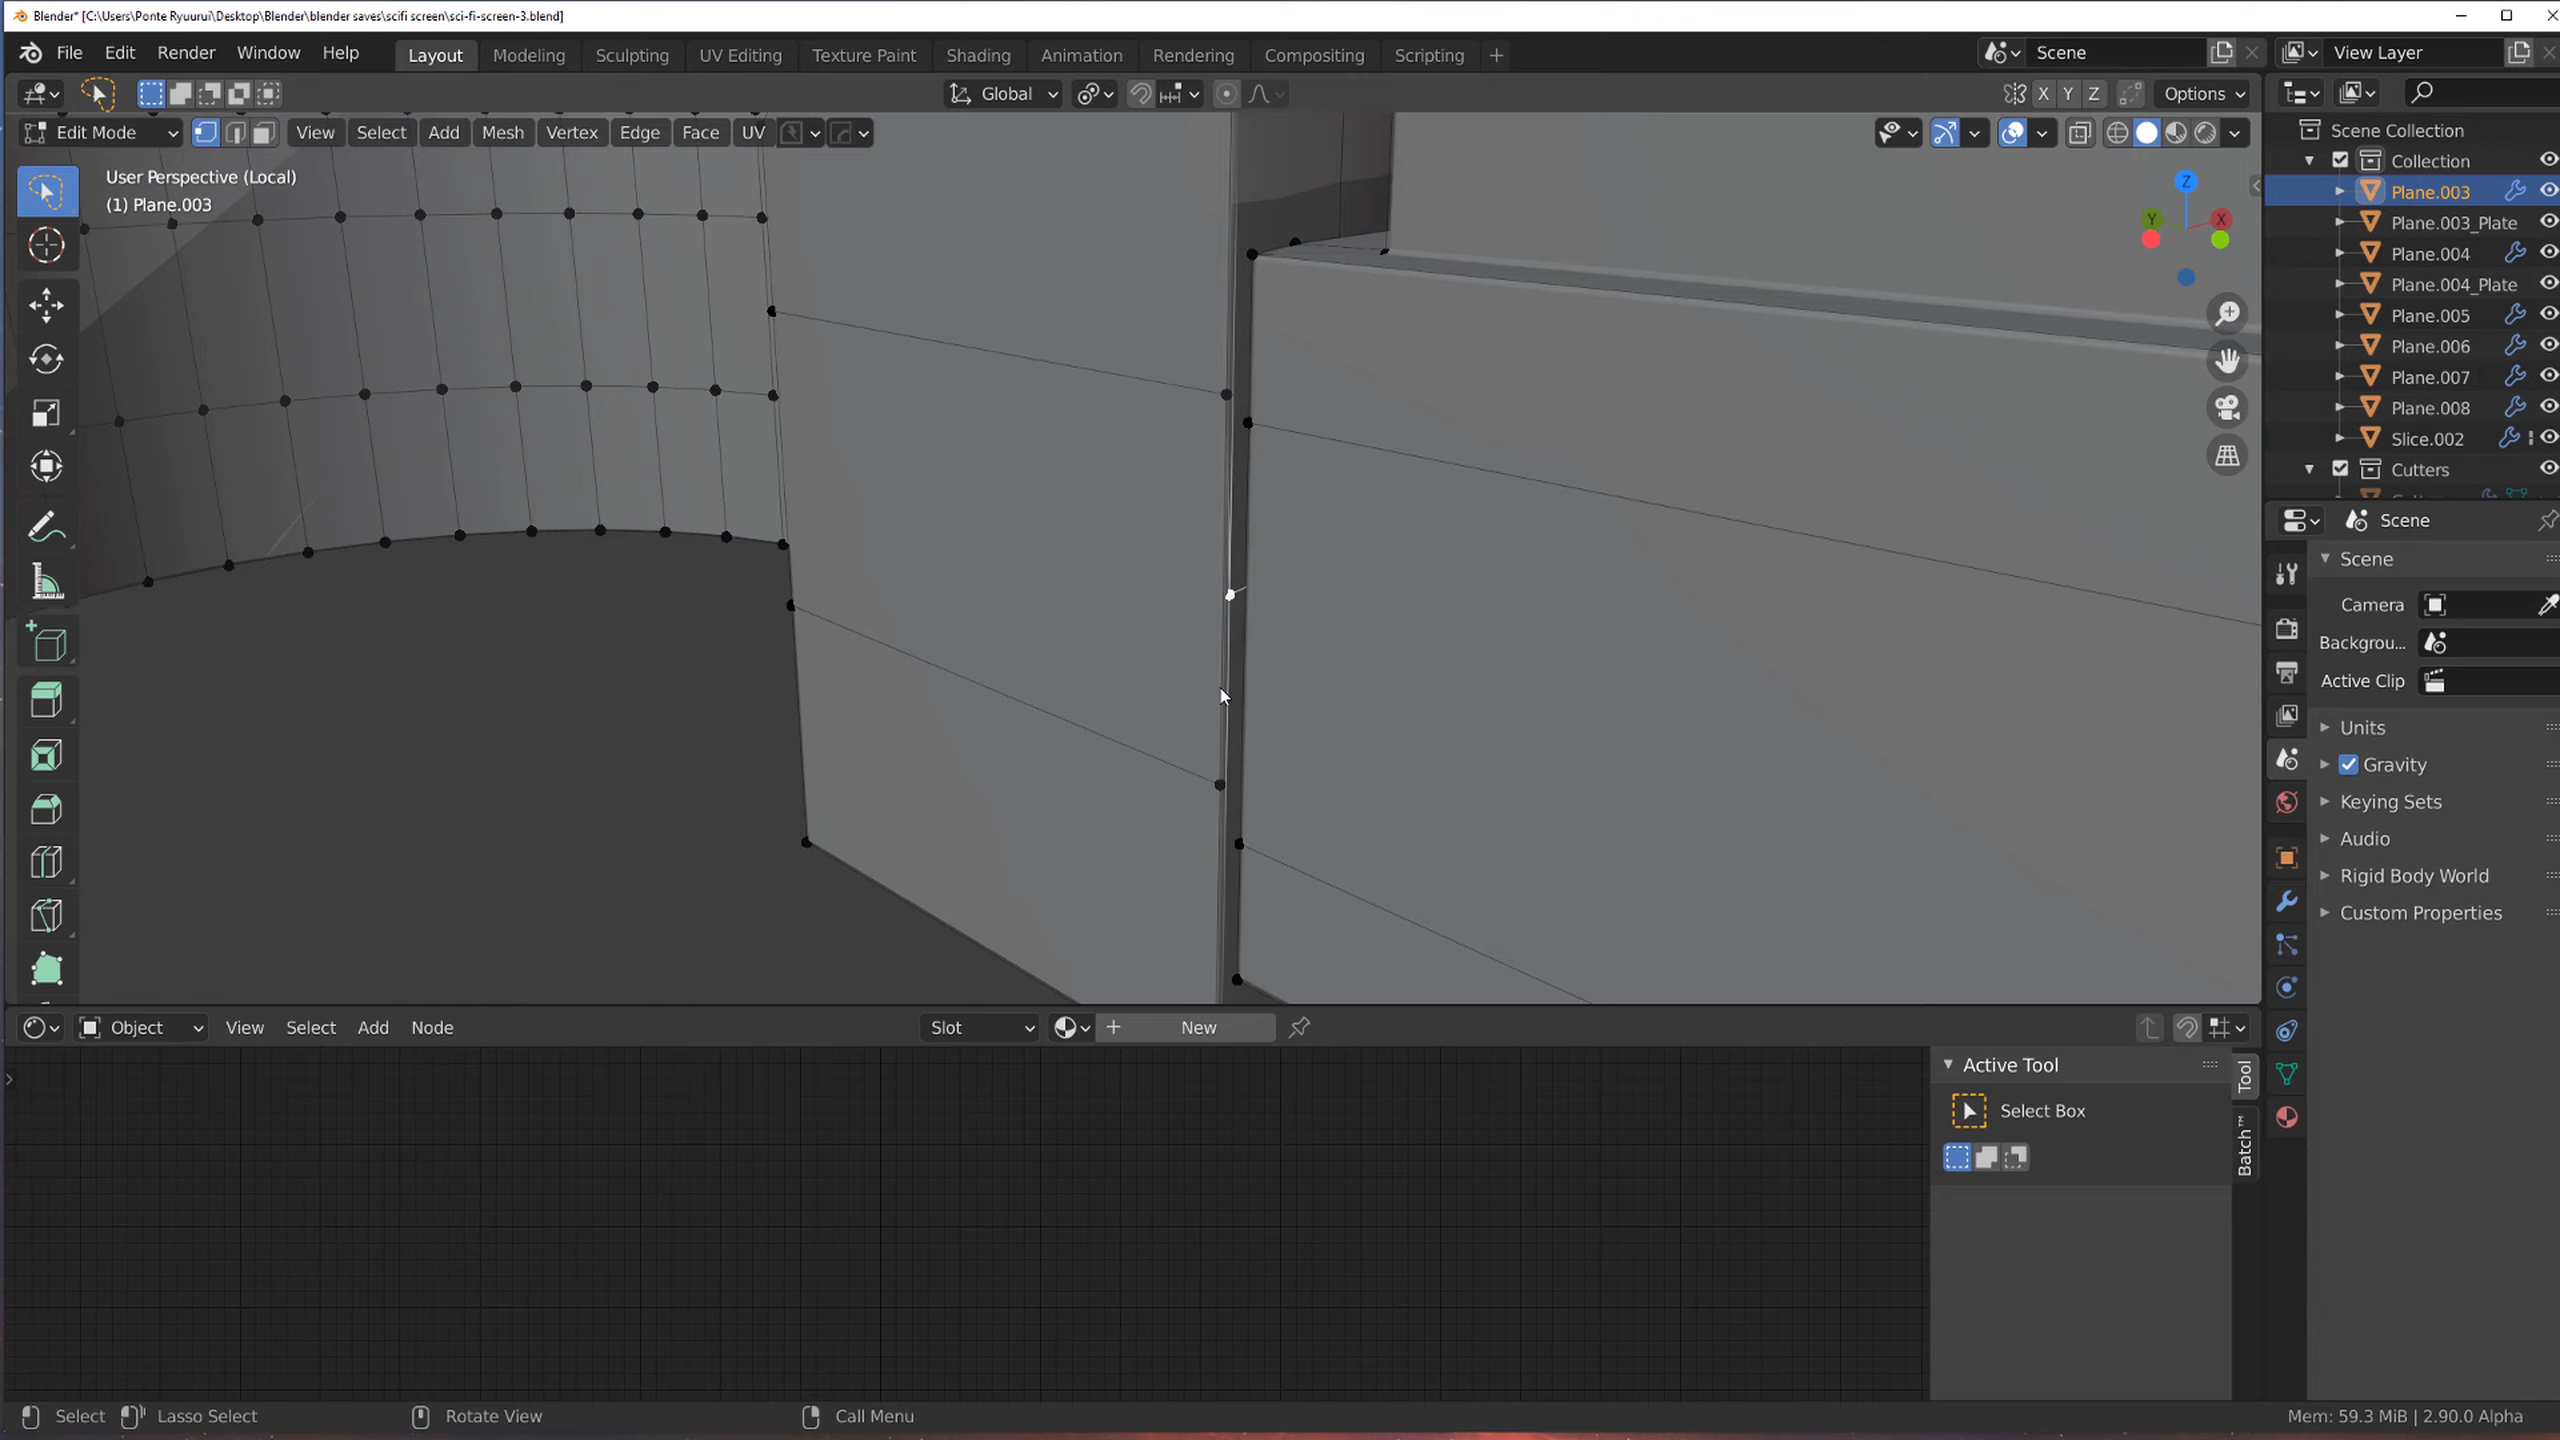 Blender* [C:\Users\Ponte Ryuurui\Desktop\Blender\blender saves\scifi screen\sci-fi-screen-3.blend]
File Edit Render Window Help Layout Modeling Sculpting UV Editing Texture Paint Shading Animation Rendering Compositing Scripting + Scene View Layer
Global X Y Z Options
Edit Mode View Select Add Mesh Vertex Edge Face UV
Scene Collection
Collection
User Perspective (Local)
(1) Plane.003
Z
Y
X
Plane.003
Plane.003_Plate
Plane.004
Plane.004_Plate
Plane.005
Plane.006
Plane.007
Plane.008
Slice.002
Cutters
Scene
Scene
Camera
Backgrou...
Active Clip
Units
Gravity
Keying Sets
Audio
Rigid Body World
Custom Properties
Object View Select Add Node Slot + New
Active Tool
Select Box
Tool
Batch™
Select Lasso Select Rotate View Call Menu Mem: 59.3 MiB | 2.90.0 Alpha